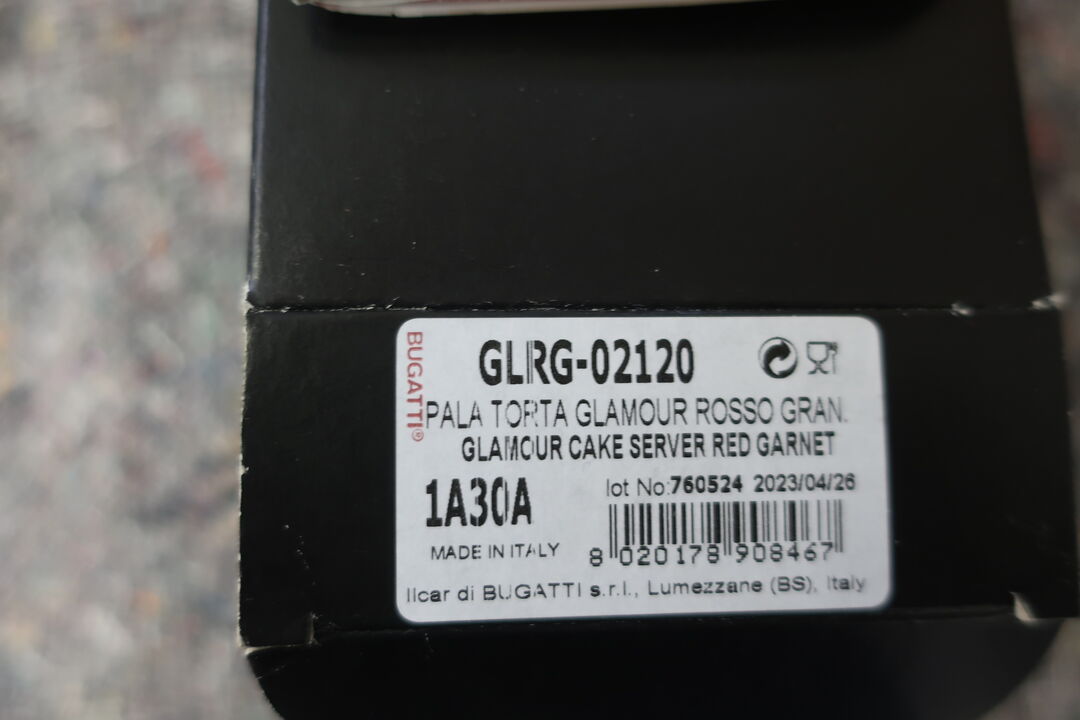 BUGATTI©
GLRG-02120
PALA TORTA GLAMOUR ROSSO GRAN.
GLAMOUR CAKE SERVER RED GARNET
1A30A
lot No:760524 2023/04/26
MADE IN ITALY
8 020178 908467
Ilcar di BUGATTI s.r.l., Lumezzane (BS), Italy